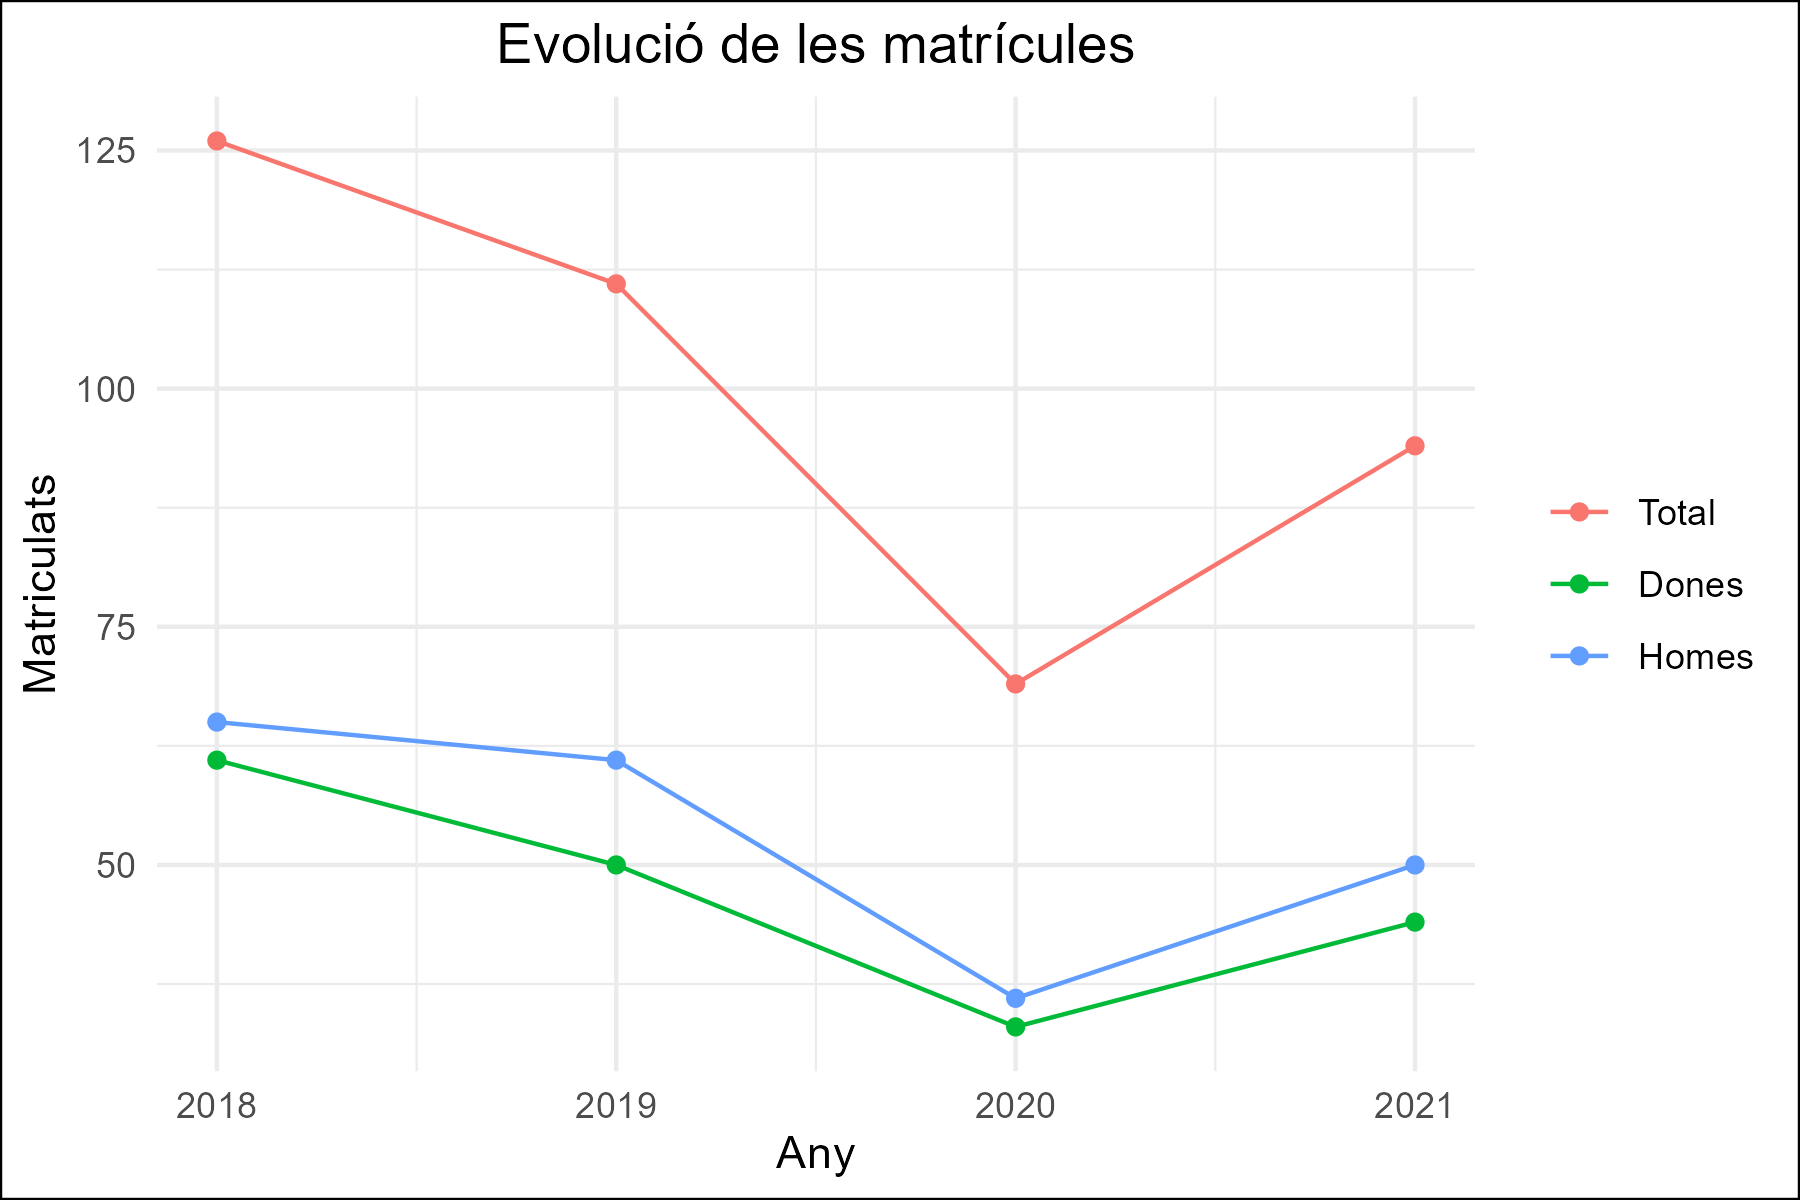 Evolució de les matrícules
125
100
75
50
Matriculats
2018 2019 2020 2021
Any
Total
Dones
Homes